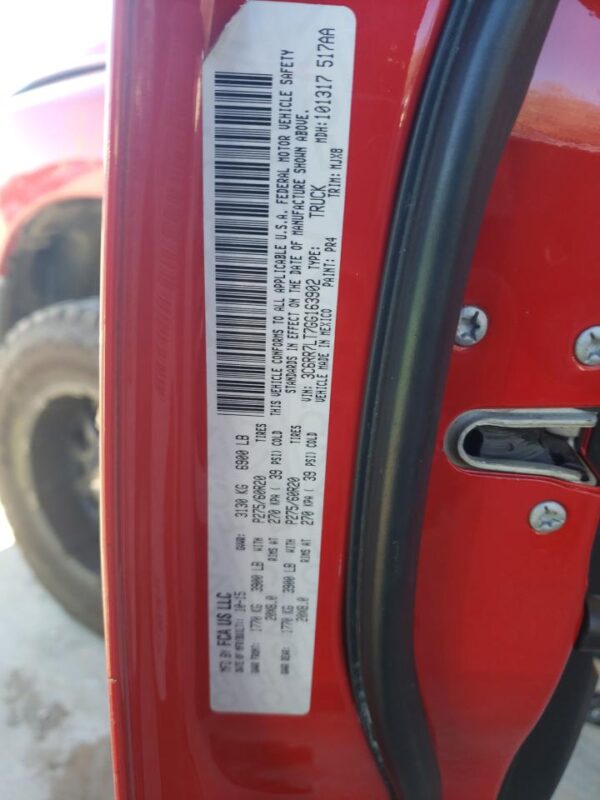 MFD BY: FCA US LLC
DATE OF MFR(BUILT): 10-15 GVWR: 3130 KG 6900 LB
GAWR FRONT: 1770 KG 3900 LB WITH P275/60R20 TIRES
20X8.0 RIMS AT 270 KPA ( 39 PSI) COLD
GAWR REAR: 1770 KG 3900 LB WITH P275/60R20 TIRES
20X8.0 RIMS AT 270 KPA ( 39 PSI) COLD
THIS VEHICLE CONFORMS TO ALL APPLICABLE U.S.A. FEDERAL MOTOR VEHICLE SAFETY
STANDARDS IN EFFECT ON THE DATE OF MANUFACTURE SHOWN ABOVE.
VIN: 3C6RR7LT7GG163902 TYPE: TRUCK MDH:101317 517AA
VEHICLE MADE IN MEXICO PAINT: PR4 TRIM: MJX8